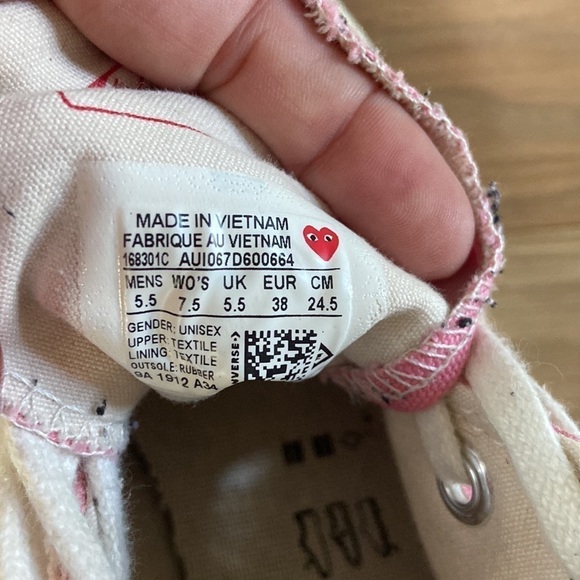 MADE IN VIETNAM
FABRIQUE AU VIETNAM
168301C AUI067D600664
MENS WO'S UK EUR CM
5.5 7.5 5.5 38 24.5
GENDER: UNISEX
UPPER: TEXTILE
LINING: TEXTILE
OUTSOLE: RUBBER
9A 1912 A34
CONVERSE